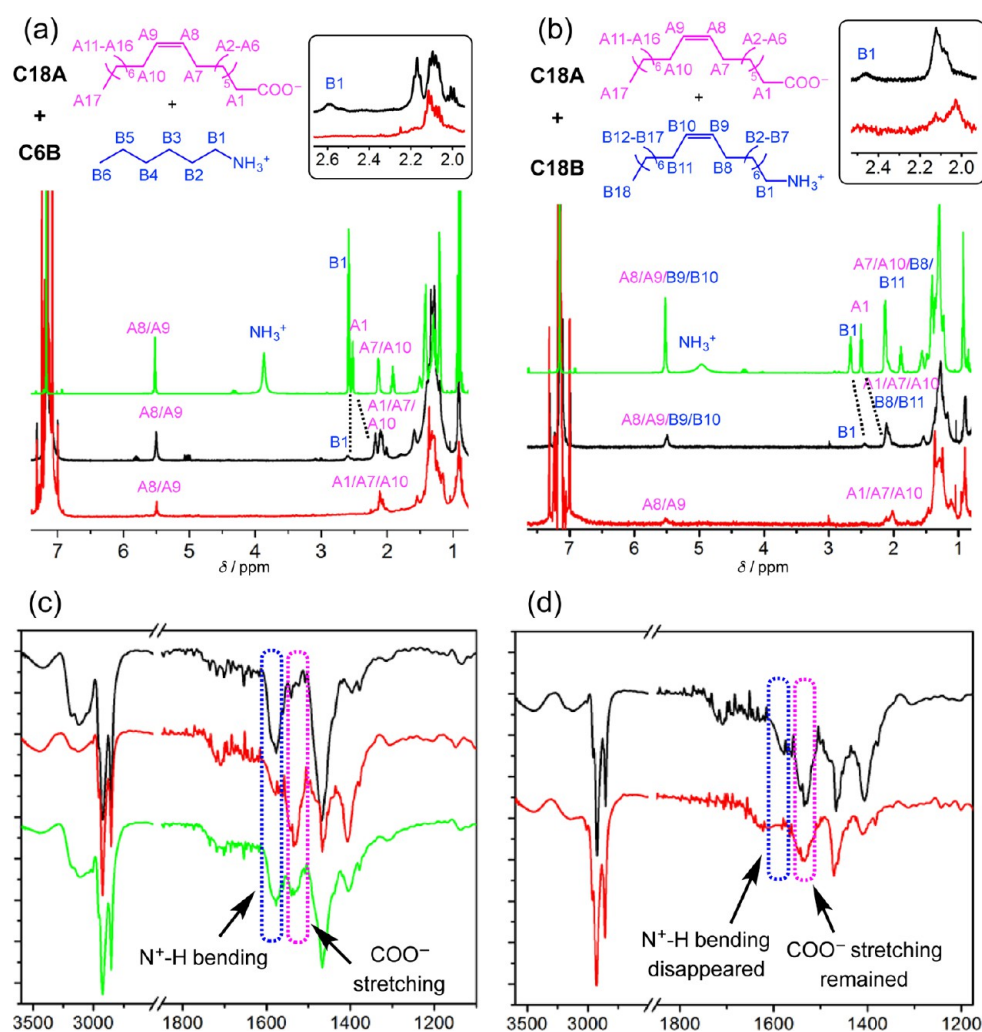 (a)
A11-A16 A9 A8 A2-A6
C18A
6 A10 A7 5 COO⁻
A17 A1
+
+
C6B
B5 B3 B1
NH₃⁺
B6 B4 B2
B1
2.6 2.4 2.2 2.0
B1
A1
A8/A9
NH₃⁺
A7/A10
A1/A7/
A10
A8/A9
B1
A8/A9
A1/A7/A10
7 6 5 4 3 2 1
δ / ppm
(b)
A11-A16 A9 A8 A2-A6
C18A
6 A10 A7 5 COO⁻
A17 A1
+
+
B12-B17 B10 B9 B2-B7
C18B
6 B11 B8 6 NH₃⁺
B18 B1
B1
2.4 2.2 2.0
A7/A10/B8/
B11
A8/A9/B9/B10
A1
B1
NH₃⁺
A1/A7/A10
B8/B11
A8/A9/B9/B10
B1
A8/A9
A1/A7/A10
7 6 5 4 3 2 1
δ / ppm
(c)
N⁺-H bending
COO⁻
stretching
3500 3000 1800 1600 1400 1200
(d)
N⁺-H bending
disappeared
COO⁻ stretching
remained
3500 3000 1800 1600 1400 1200